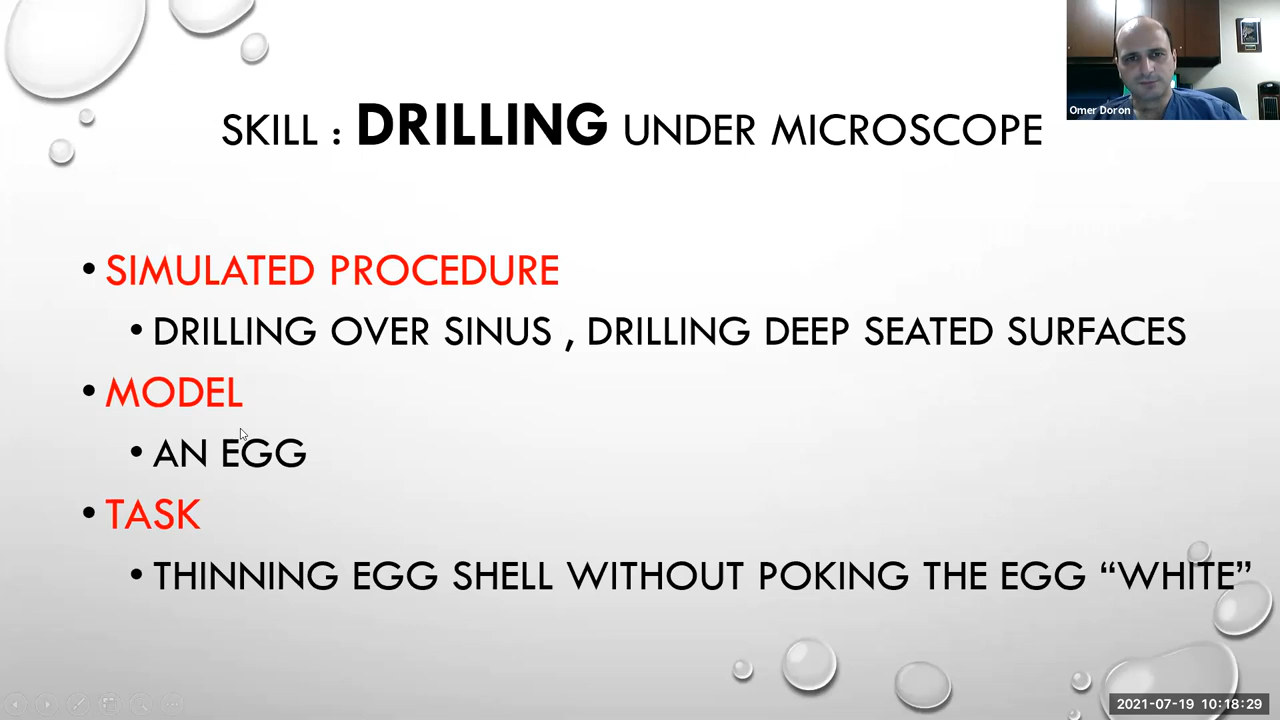 Omer Doron
SKILL : DRILLING UNDER MICROSCOPE
• SIMULATED PROCEDURE
• DRILLING OVER SINUS , DRILLING DEEP SEATED SURFACES
• MODEL
• AN EGG
• TASK
• THINNING EGG SHELL WITHOUT POKING THE EGG “WHITE”
2021-07-19 10:18:29